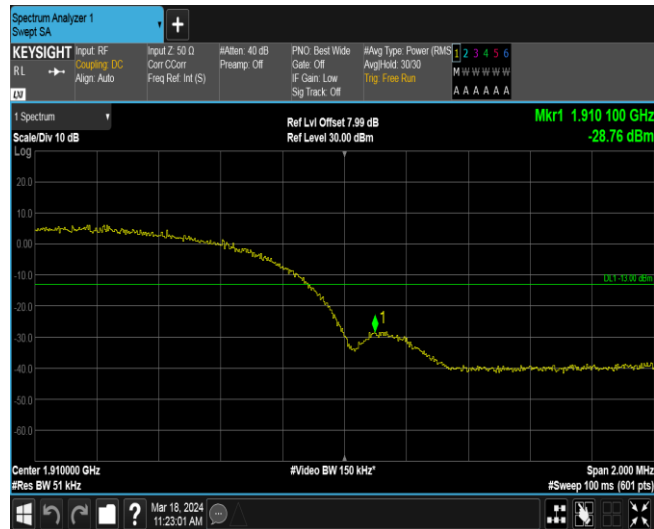 Spectrum Analyzer 1
Swept SA
+
KEYSIGHT
RL
LXI
Input: RF
Coupling: DC
Align: Auto
Input Z: 50 Ω
Corr CCorr
Freq Ref: Int (S)
#Atten: 40 dB
Preamp: Off
PNO: Best Wide
Gate: Off
IF Gain: Low
Sig Track: Off
#Avg Type: Power (RMS
Avg|Hold: 30/30
Trig: Free Run
1 2 3 4 5 6
M W W W W W
A A A A A A
1 Spectrum
Scale/Div 10 dB
Ref Lvl Offset 7.99 dB
Ref Level 30.00 dBm
Mkr1 1.910 100 GHz
-28.76 dBm
Log
20.0
10.0
0.00
-10.0
DL1 -13.00 dBm
-20.0
1
-30.0
-40.0
-50.0
-60.0
Center 1.910000 GHz
#Res BW 51 kHz
#Video BW 150 kHz*
Span 2.000 MHz
#Sweep 100 ms (601 pts)
?
Mar 18, 2024
11:23:01 AM